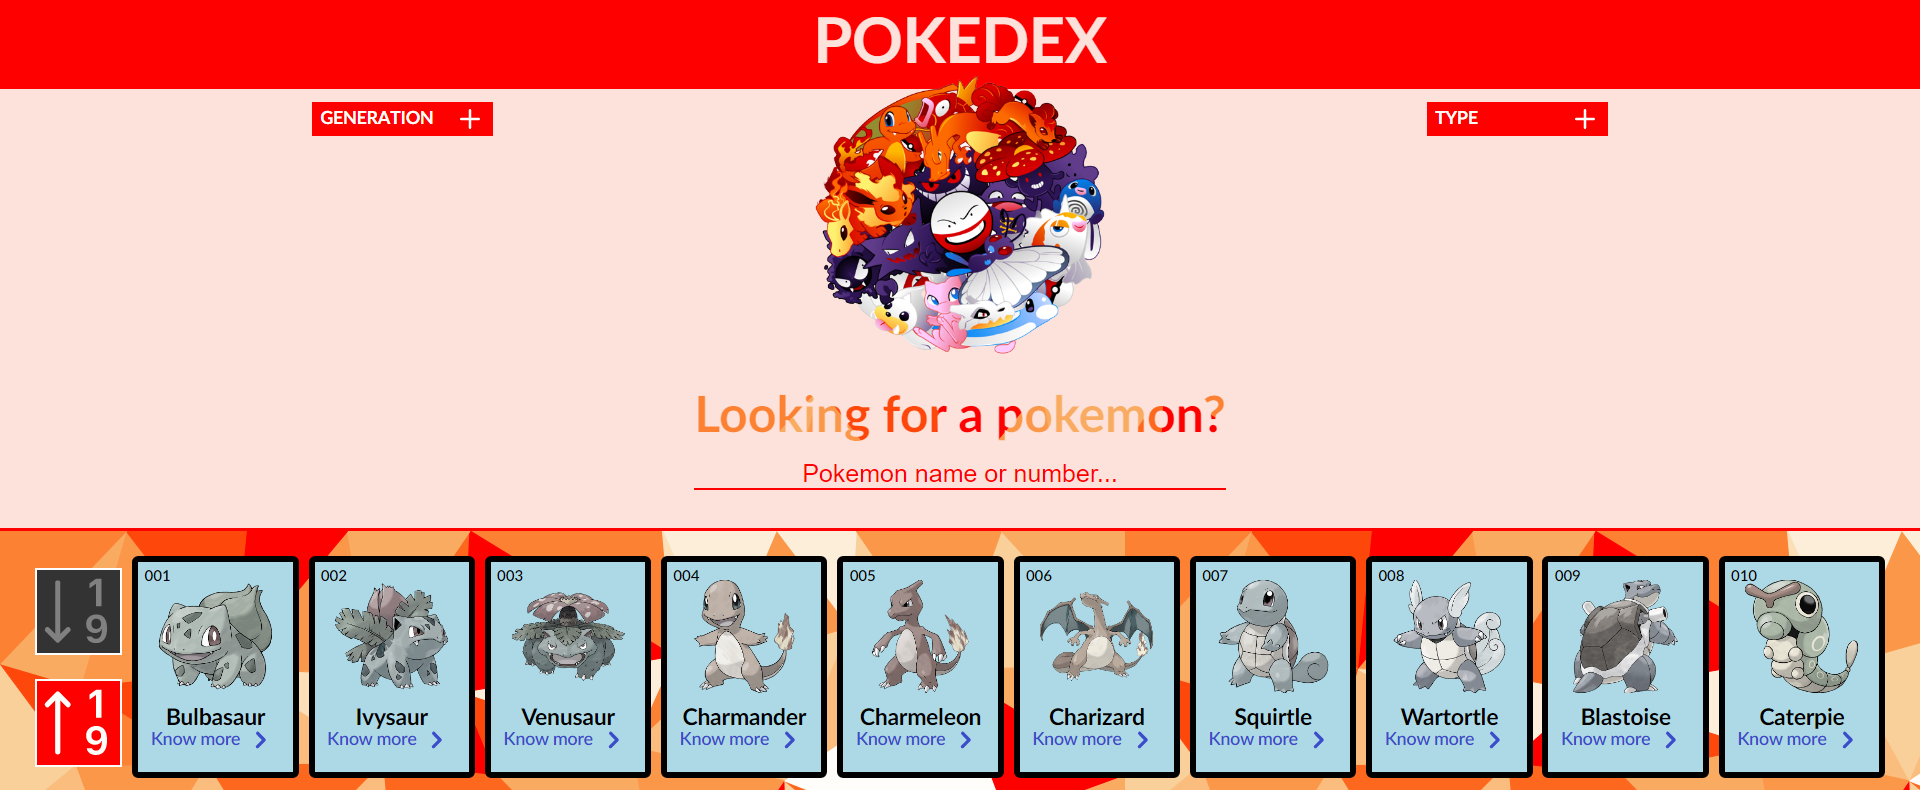 POKEDEX
GENERATION
TYPE
Looking for a pokemon?
Pokemon name or number...
1
9
1
9
001
Bulbasaur
Know more
002
Ivysaur
Know more
003
Venusaur
Know more
004
Charmander
Know more
005
Charmeleon
Know more
006
Charizard
Know more
007
Squirtle
Know more
008
Wartortle
Know more
009
Blastoise
Know more
010
Caterpie
Know more